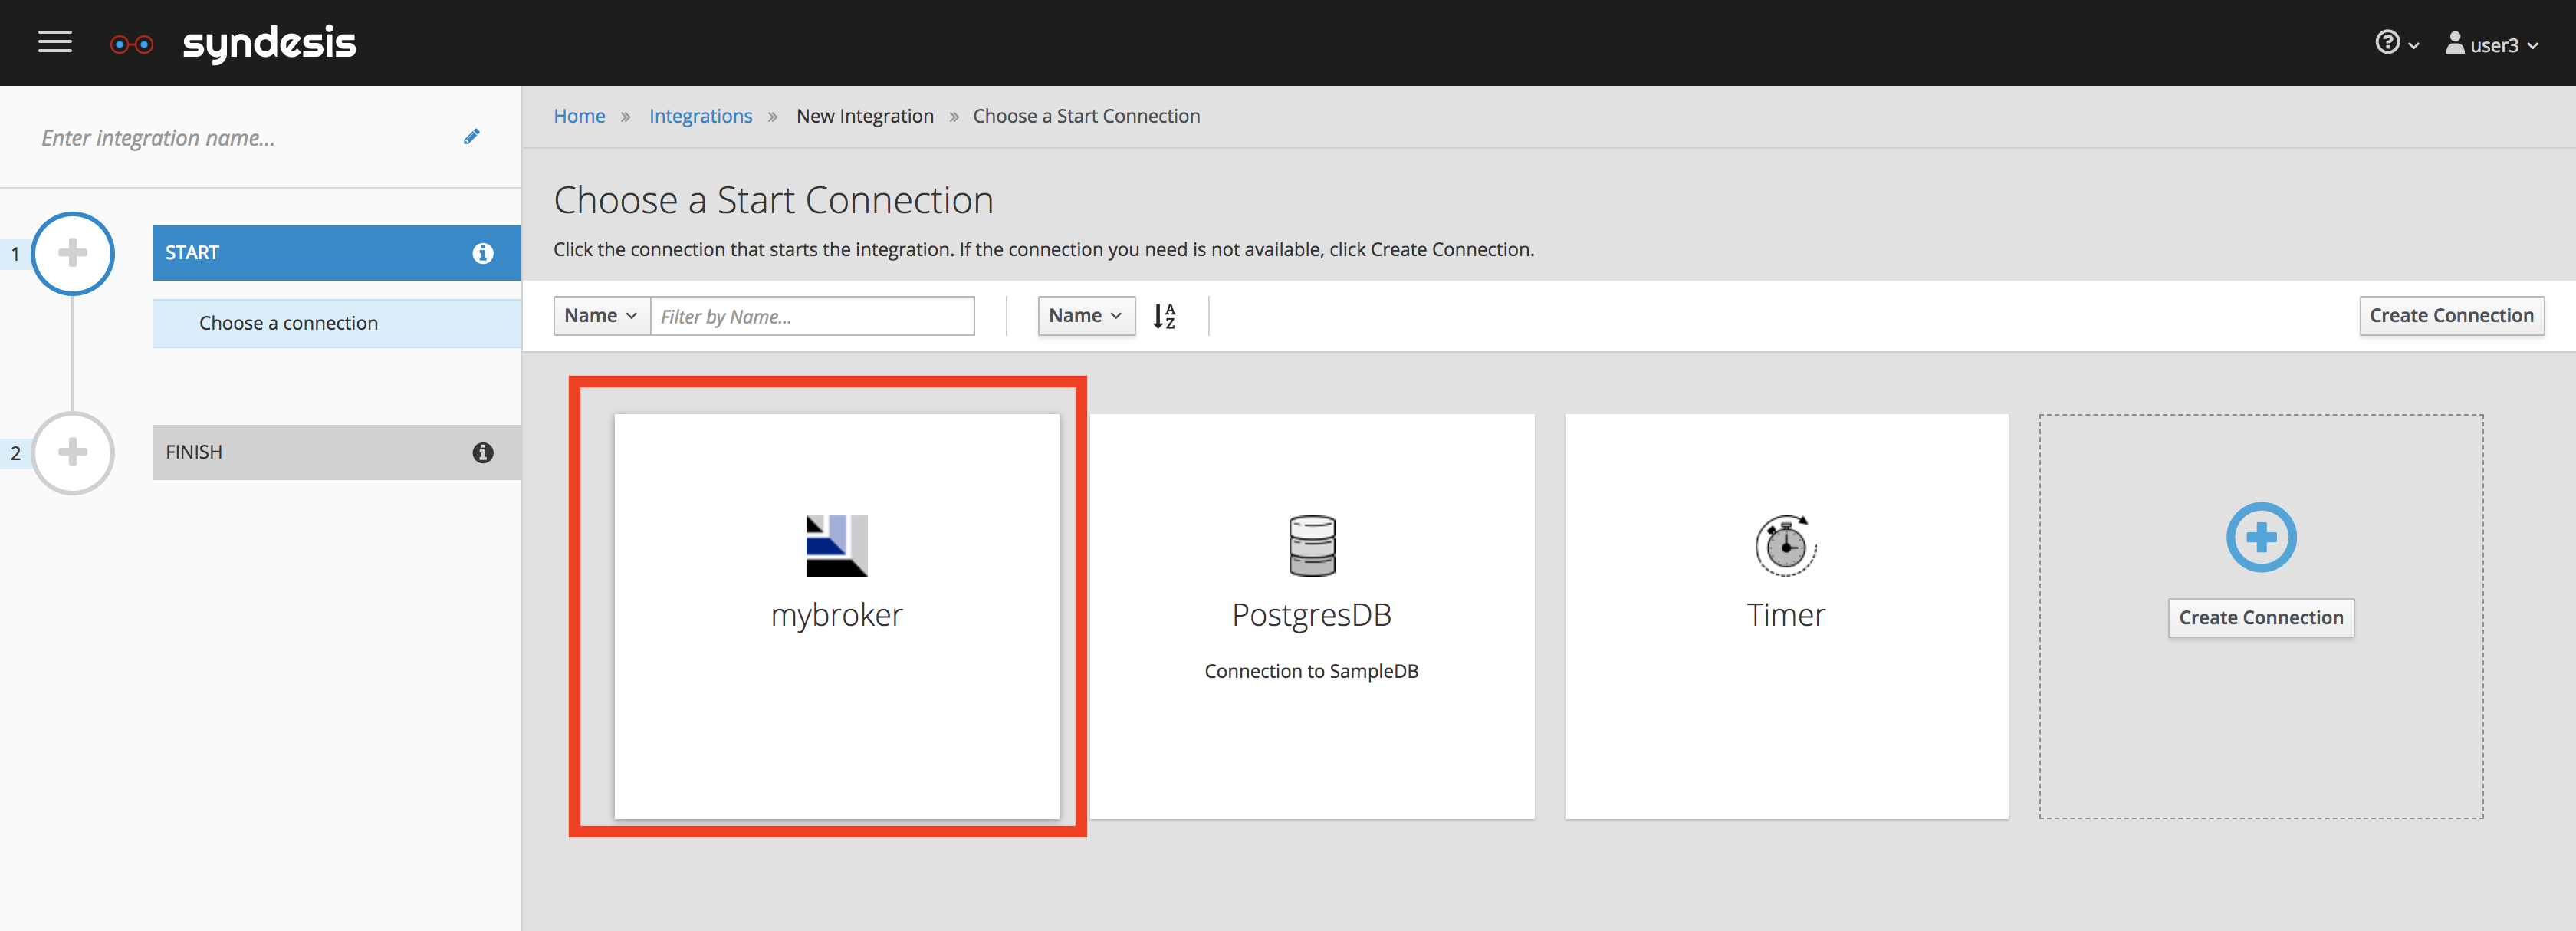 syndesis
user3
Enter integration name...
1
START
Choose a connection
2
FINISH
Home » Integrations » New Integration » Choose a Start Connection
Choose a Start Connection
Click the connection that starts the integration. If the connection you need is not available, click Create Connection.
Name
Filter by Name...
Name
Create Connection
mybroker
PostgresDB
Connection to SampleDB
Timer
Create Connection